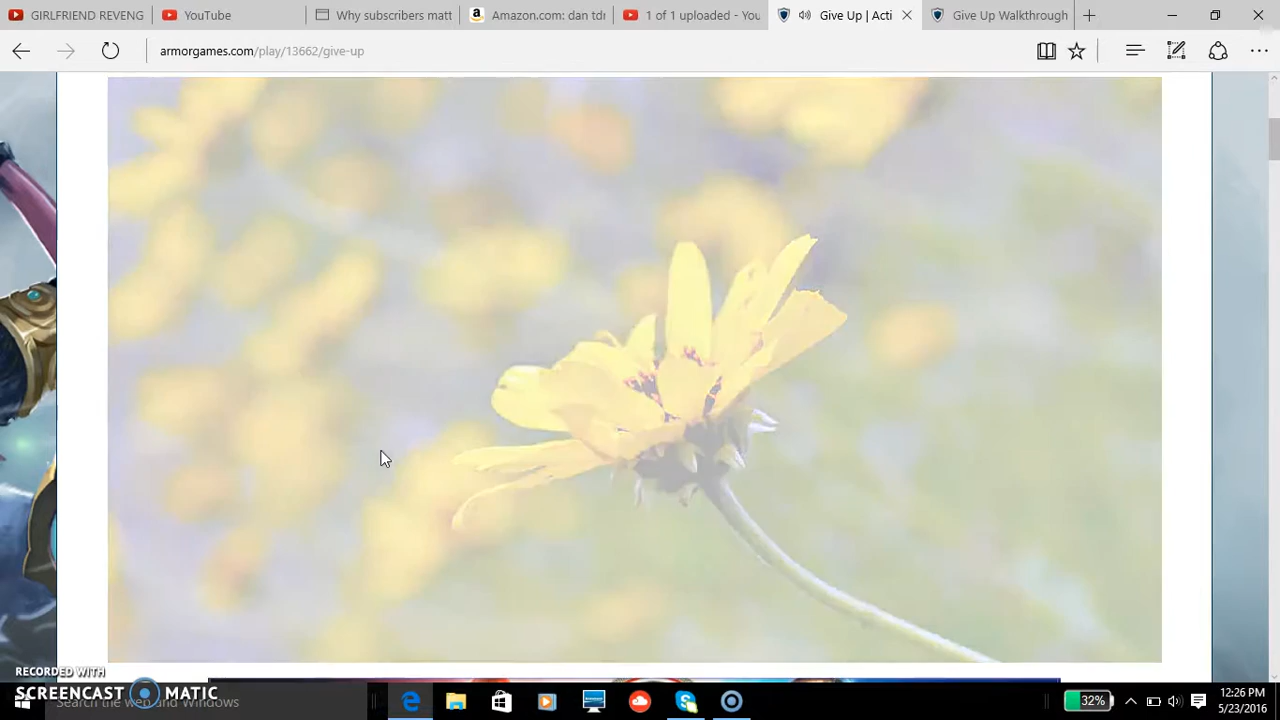 GIRLFRIEND REVENG
YouTube
Why subscribers matt
Amazon.com: dan tdm
1 of 1 uploaded - You
Give Up | Acti
Give Up Walkthrough
armorgames.com/play/13662/give-up
RECORDED WITH
SCREENCAST MATIC
Search the web and Windows
32%
12:26 PM
5/23/2016